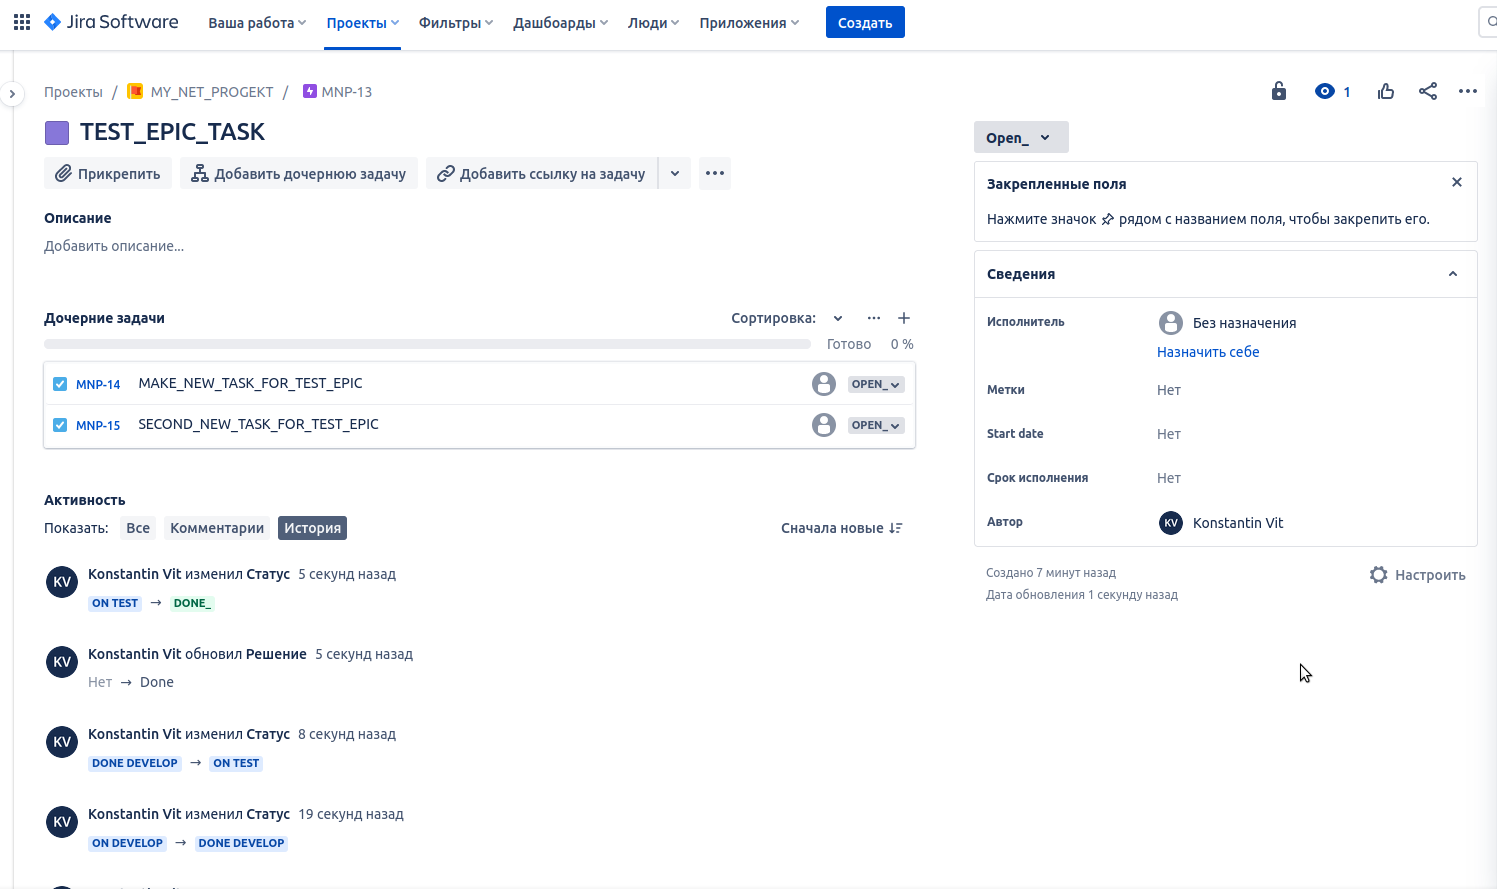 Jira Software Ваша работа Проекты Фильтры Дашборды Люди Приложения Создать
Проекты / MY_NET_PROGEKT / MNP-13
1
TEST_EPIC_TASK
Прикрепить Добавить дочернюю задачу Добавить ссылку на задачу
Описание
Добавить описание...
Дочерние задачи Сортировка:
Готово 0 %
MNP-14 MAKE_NEW_TASK_FOR_TEST_EPIC OPEN_
MNP-15 SECOND_NEW_TASK_FOR_TEST_EPIC OPEN_
Активность
Показать: Все Комментарии История Сначала новые
KV Konstantin Vit изменил Статус 5 секунд назад
ON TEST → DONE_
KV Konstantin Vit обновил Решение 5 секунд назад
Нет → Done
KV Konstantin Vit изменил Статус 8 секунд назад
DONE DEVELOP → ON TEST
KV Konstantin Vit изменил Статус 19 секунд назад
ON DEVELOP → DONE DEVELOP
Open_
Закрепленные поля
Нажмите значок рядом с названием поля, чтобы закрепить его.
Сведения
Исполнитель Без назначения
Назначить себе
Метки Нет
Start date Нет
Срок исполнения Нет
Автор KV Konstantin Vit
Создано 7 минут назад Настроить
Дата обновления 1 секунду назад